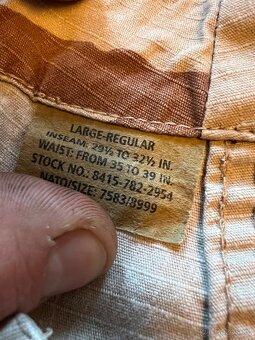 LARGE-REGULAR
INSEAM: 29½ TO 32½ IN.
WAIST: FROM 35 TO 39 IN.
STOCK NO.: 8415-782-2954
NATO/SIZE: 7583/8999